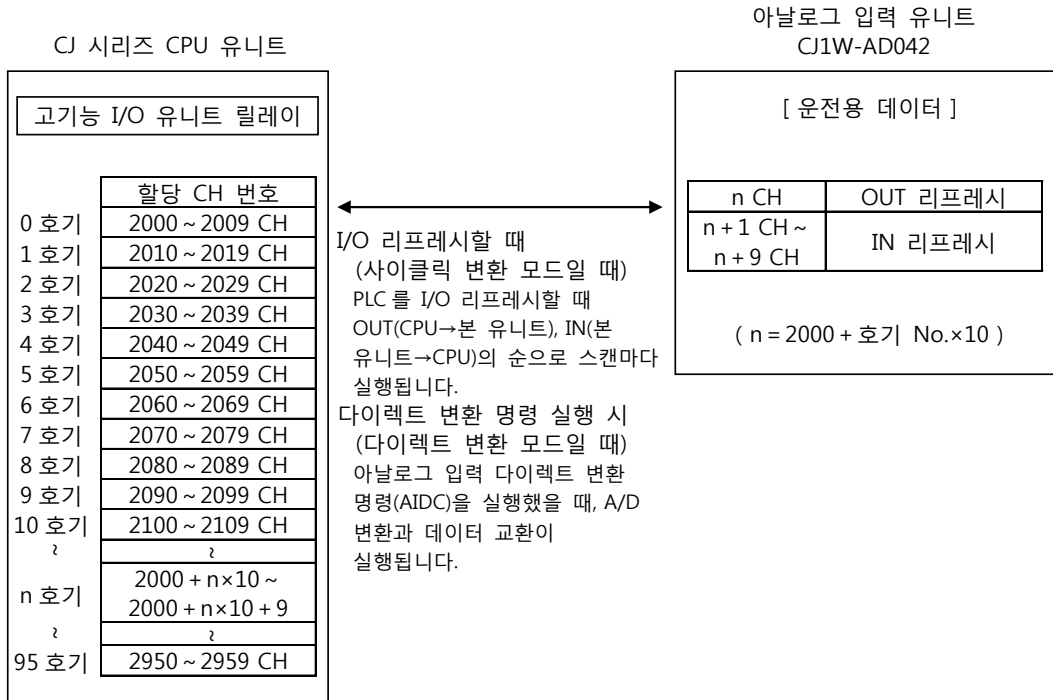 CJ 시리즈 CPU 유니트
고기능 I/O 유니트 릴레이
할당 CH 번호
0 호기 2000 ~ 2009 CH
1 호기 2010 ~ 2019 CH
2 호기 2020 ~ 2029 CH
3 호기 2030 ~ 2039 CH
4 호기 2040 ~ 2049 CH
5 호기 2050 ~ 2059 CH
6 호기 2060 ~ 2069 CH
7 호기 2070 ~ 2079 CH
8 호기 2080 ~ 2089 CH
9 호기 2090 ~ 2099 CH
10 호기 2100 ~ 2109 CH
~ ~
n 호기 2000 + n×10 ~
2000 + n×10 + 9
~ ~
95 호기 2950 ~ 2959 CH
I/O 리프레시할 때
(사이클릭 변환 모드일 때)
PLC 를 I/O 리프레시할 때
OUT(CPU→본 유니트), IN(본
유니트→CPU)의 순으로 스캔마다
실행됩니다.
다이렉트 변환 명령 실행 시
(다이렉트 변환 모드일 때)
아날로그 입력 다이렉트 변환
명령(AIDC)을 실행했을 때, A/D
변환과 데이터 교환이
실행됩니다.
아날로그 입력 유니트
CJ1W-AD042
[ 운전용 데이터 ]
n CH OUT 리프레시
n + 1 CH ~
n + 9 CH IN 리프레시
( n = 2000 + 호기 No.×10 )